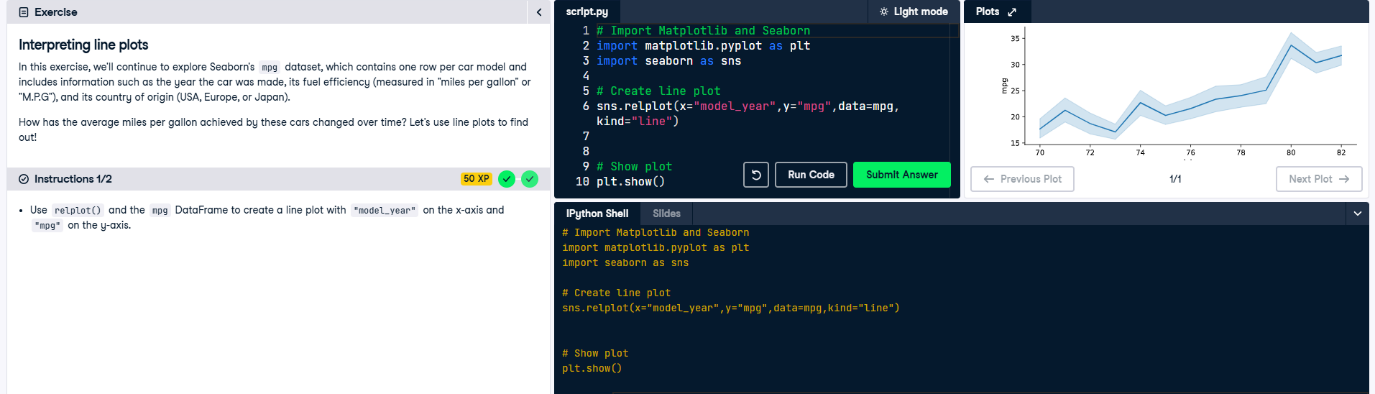 Exercise
Interpreting line plots
In this exercise, we'll continue to explore Seaborn's mpg dataset, which contains one row per car model and
includes information such as the year the car was made, its fuel efficiency (measured in "miles per gallon" or
"M.P.G"), and its country of origin (USA, Europe, or Japan).
How has the average miles per gallon achieved by these cars changed over time? Let's use line plots to find
out!
Instructions 1/2
50 XP
• Use relplot() and the mpg DataFrame to create a line plot with "model_year" on the x-axis and
"mpg" on the y-axis.
script.py
Light mode
1 # Import Matplotlib and Seaborn
2 import matplotlib.pyplot as plt
3 import seaborn as sns
4
5 # Create line plot
6 sns.relplot(x="model_year",y="mpg",data=mpg,
kind="line")
7
8
9 # Show plot
10 plt.show()
Run Code
Submit Answer
Plots
35
30
25
20
15
mpg
70 72 74 76 78 80 82
← Previous Plot
1/1
Next Plot →
IPython Shell
Slides
# Import Matplotlib and Seaborn
import matplotlib.pyplot as plt
import seaborn as sns
# Create line plot
sns.relplot(x="model_year",y="mpg",data=mpg,kind="line")
# Show plot
plt.show()